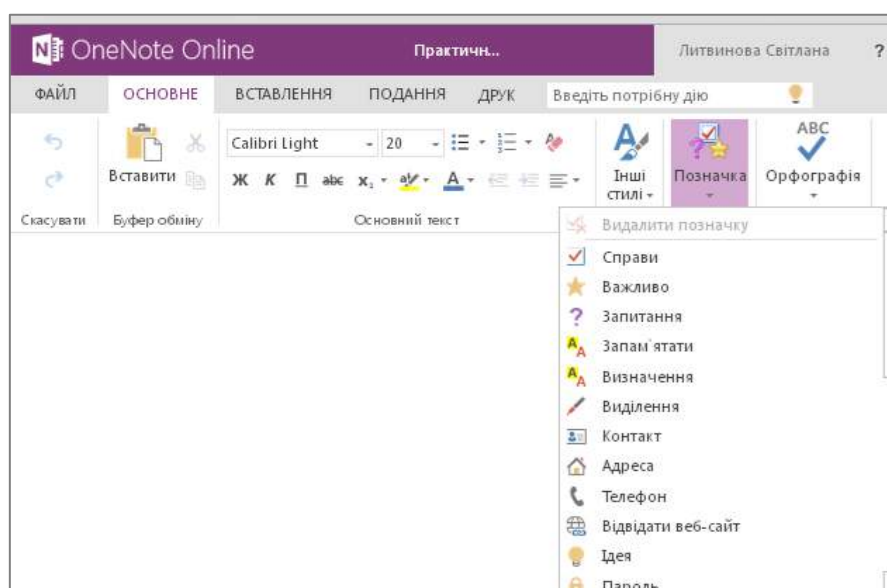 OneNote Online Практичн... Литвинова Світлана ?
ФАЙЛ ОСНОВНЕ ВСТАВЛЕННЯ ПОДАННЯ ДРУК Введіть потрібну дію
Calibri Light 20 ABC
Вставити Інші стилі Позначка Орфографія
Ж К П abc x₂ ab A
Скасувати Буфер обміну Основний текст
Видалити позначку
Справи
Важливо
? Запитання
Запам`ятати
Визначення
Виділення
Контакт
Адреса
Телефон
Відвідати веб-сайт
Ідея
Пароль